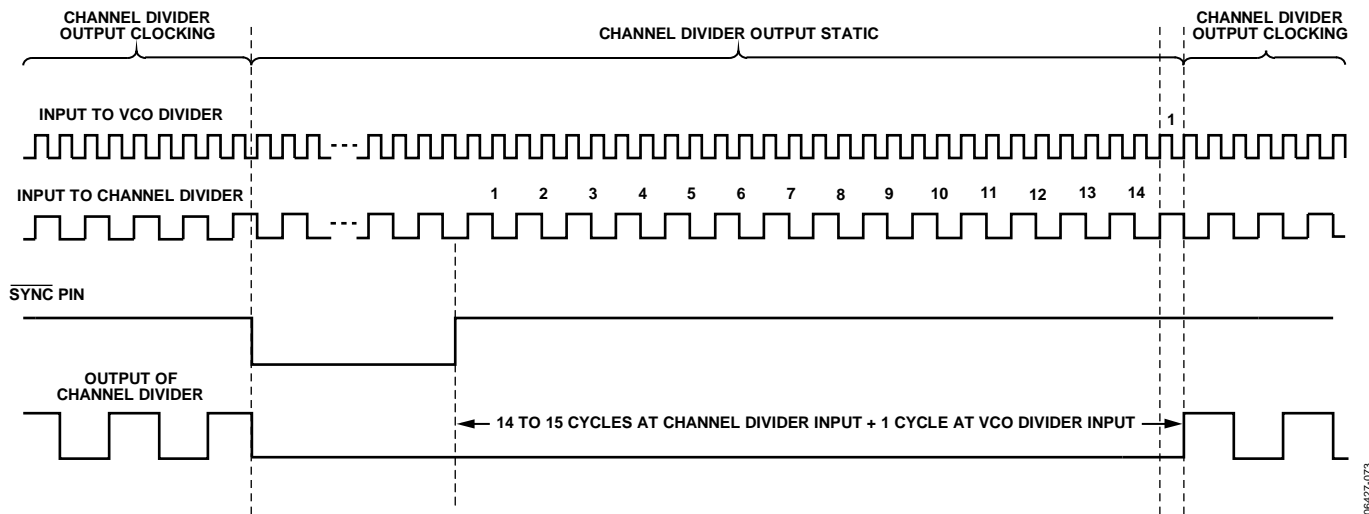 CHANNEL DIVIDER
OUTPUT CLOCKING
CHANNEL DIVIDER OUTPUT STATIC
CHANNEL DIVIDER
OUTPUT CLOCKING
INPUT TO VCO DIVIDER
1
INPUT TO CHANNEL DIVIDER
1 2 3 4 5 6 7 8 9 10 11 12 13 14
SYNC PIN
OUTPUT OF
CHANNEL DIVIDER
14 TO 15 CYCLES AT CHANNEL DIVIDER INPUT + 1 CYCLE AT VCO DIVIDER INPUT
06427-073